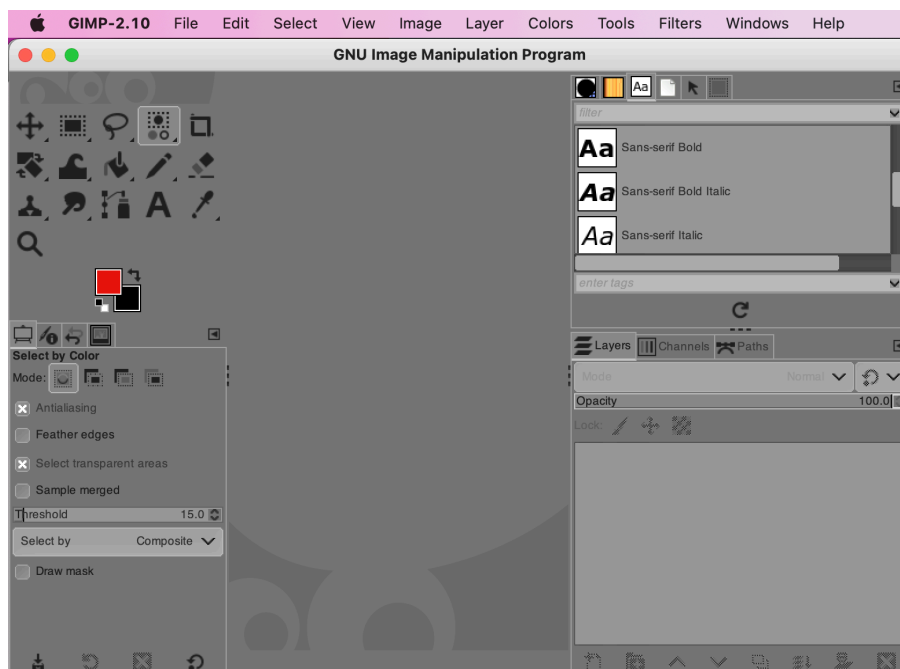 GIMP-2.10 File Edit Select View Image Layer Colors Tools Filters Windows Help
GNU Image Manipulation Program
Aa
filter
Aa Sans-serif Bold
Aa Sans-serif Bold Italic
Aa Sans-serif Italic
enter tags
Select by Color
Mode:
Antialiasing
Feather edges
Select transparent areas
Sample merged
Threshold 15.0
Select by Composite
Draw mask
Layers Channels Paths
Mode Normal
Opacity 100.0
Lock: